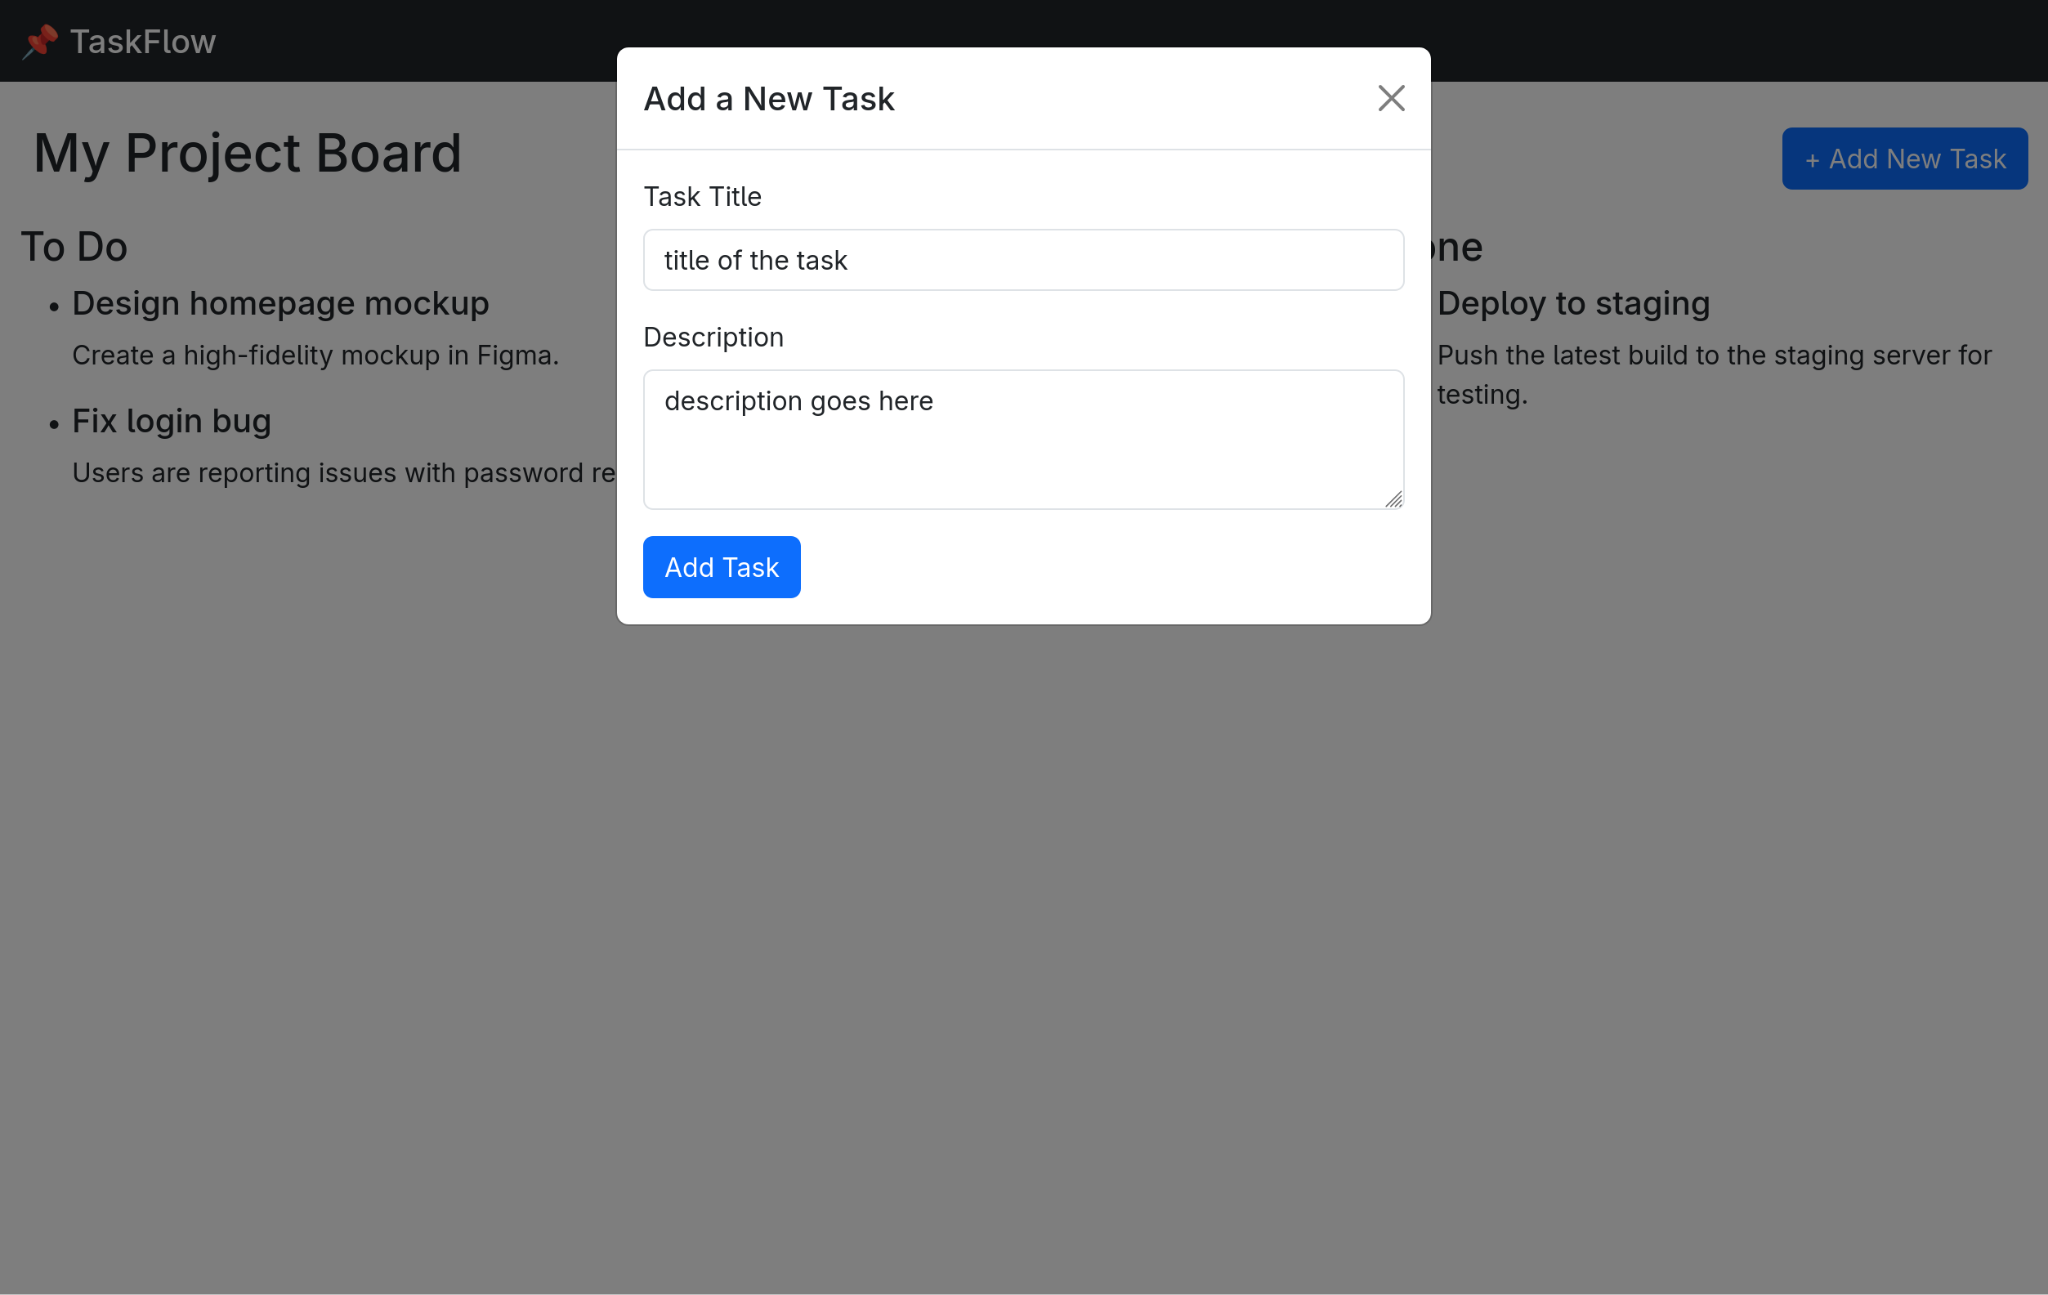 📌 TaskFlow
Add a New Task
My Project Board
+ Add New Task
Task Title
title of the task
To Do
Design homepage mockup
Create a high-fidelity mockup in Figma.
Fix login bug
Users are reporting issues with password
Description
description goes here
Add Task
Deploy to staging
Push the latest build to the staging server for
testing.